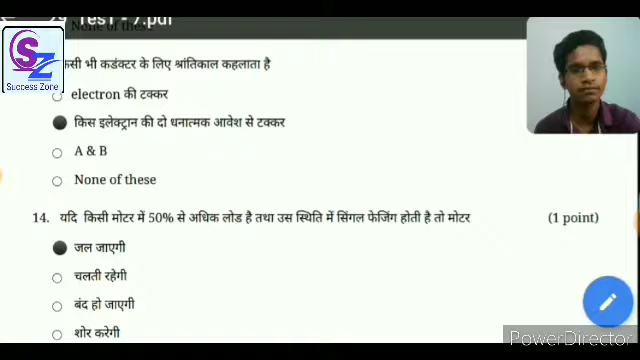 Test - 7.pdf
None of these
SZ
Success Zone
किसी भी कडंक्टर के लिए श्रांतिकाल कहलाता है
electron की टक्कर
किस इलेक्ट्रान की दो धनात्मक आवेश से टक्कर
A & B
None of these
14. यदि किसी मोटर में 50% से अधिक लोड है तथा उस स्थिति में सिंगल फेजिंग होती है तो मोटर (1 point)
जल जाएगी
चलती रहेगी
बंद हो जाएगी
शोर करेगी
PowerDirector